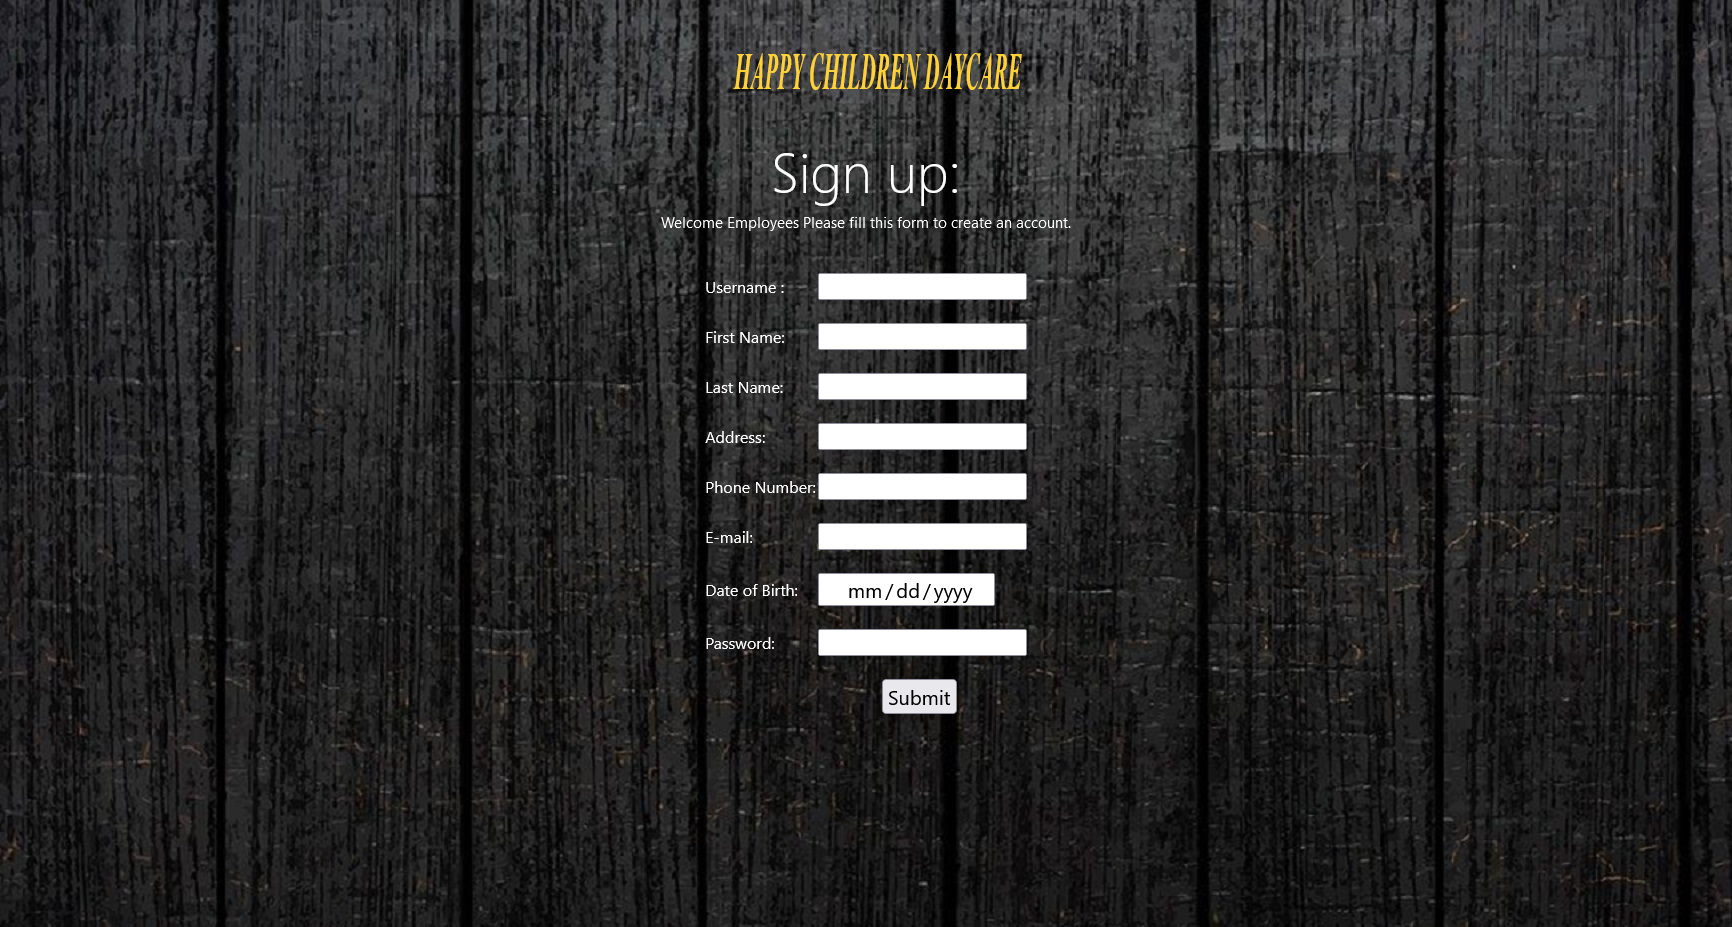 HAPPY CHILDREN DAYCARE
Sign up:
Welcome Employees Please fill this form to create an account.
Username :
First Name:
Last Name:
Address:
Phone Number:
E-mail:
Date of Birth: mm/dd/yyyy
Password:
Submit